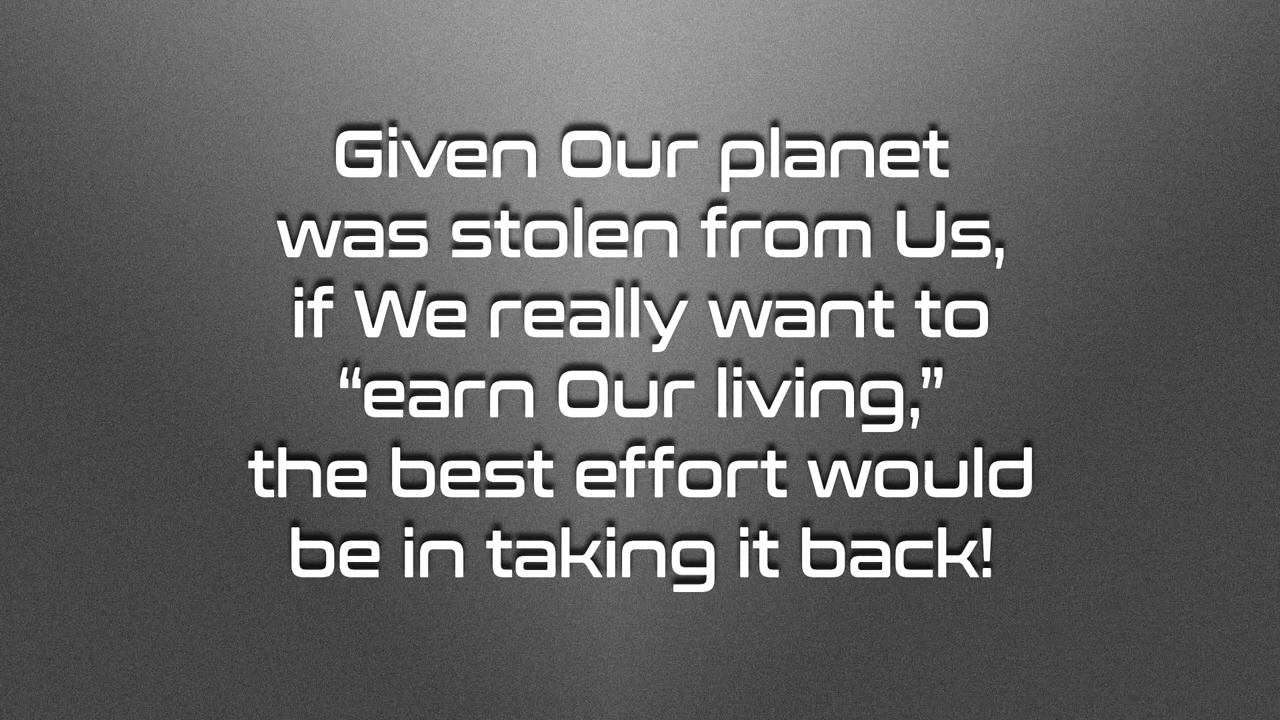 Given Our planet
was stolen from Us,
if We really want to
“earn Our living,”
the best effort would
be in taking it back!